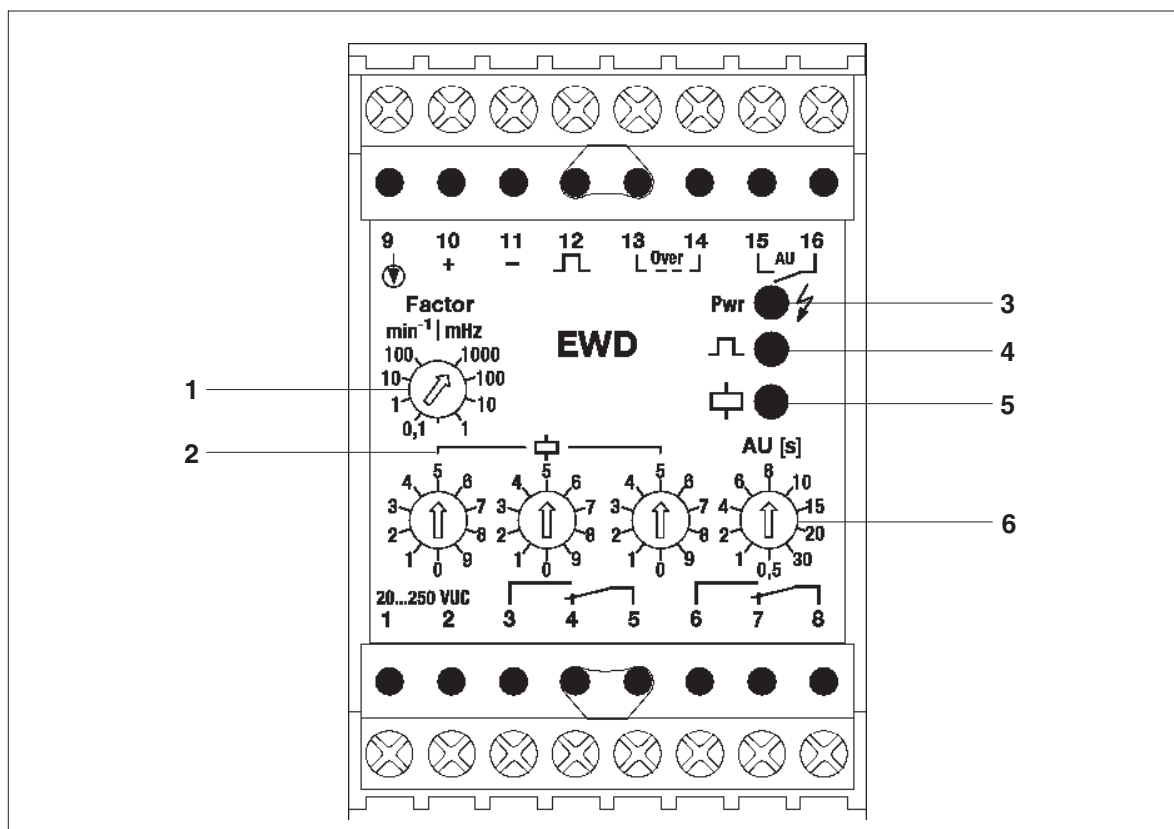 9 10 11 12 13 14 15 16
+ − Over AU
Factor
min-1 | mHz
Pwr
3
EWD
4
100 1000
10 100
1 10
0,1 1
1
5
2
AU [s]
5 5 5 8
4 6 4 6 4 6 6 10
3 7 3 7 3 7 4 15
2 8 2 8 2 8 2 20
6
1 9 1 9 1 9 1 30
0 0 0 0,5
20...250 VUC
1 2 3 4 5 6 7 8